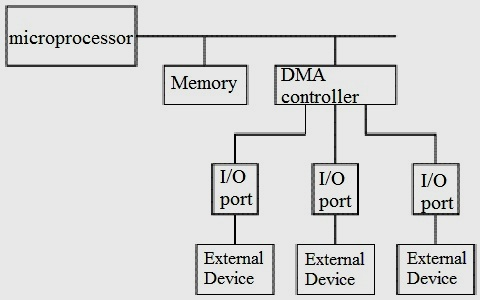 microprocessor
Memory
DMA
controller
I/O
port
I/O
port
I/O
port
External
Device
External
Device
External
Device